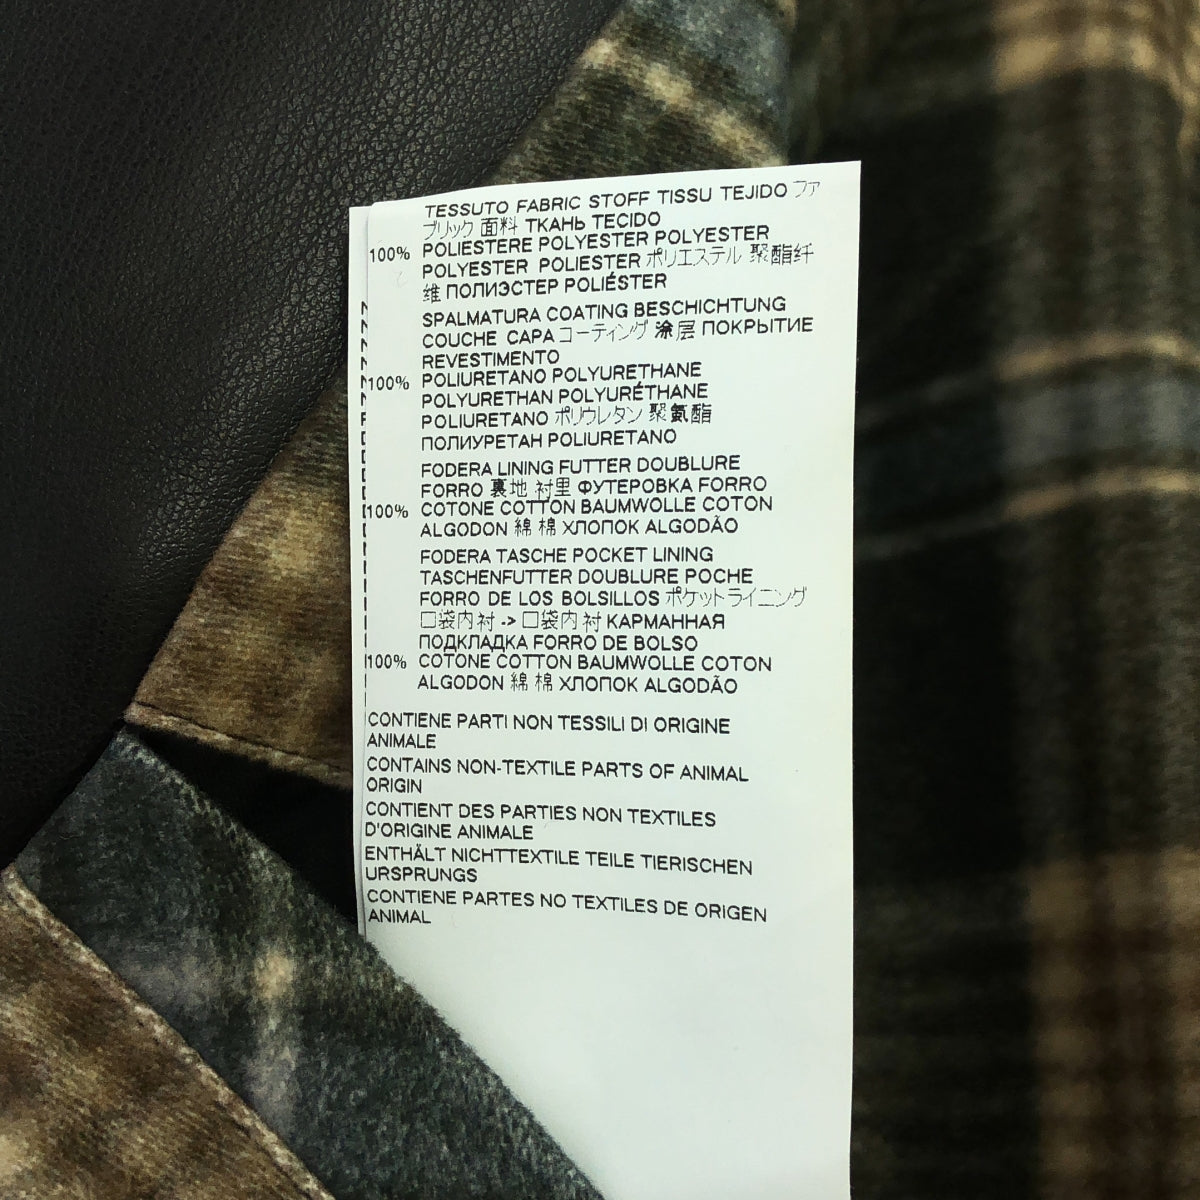 TESSUTO FABRIC STOFF TISSU TEJIDO ファ
ブリック 面料 ТКАНЬ TECIDO
100% POLIESTERE POLYESTER POLYESTER
POLYESTER POLIESTER ポリエステル 聚酯纤
维 ПОЛИЭСТЕР POLIÉSTER
SPALMATURA COATING BESCHICHTUNG
COUCHE CAPA コーティング 涂层 ПОКРЫТИЕ
REVESTIMENTO
100% POLIURETANO POLYURETHANE
POLYURETHAN POLYURÉTHANE
POLIURETANO ポリウレタン 聚氨酯
ПОЛИУРЕТАН POLIURETANO
FODERA LINING FUTTER DOUBLURE
FORRO 裏地 衬里 ФУТЕРОВКА FORRO
100% COTONE COTTON BAUMWOLLE COTON
ALGODON 綿 棉 ХЛОПОК ALGODÃO
FODERA TASCHE POCKET LINING
TASCHENFUTTER DOUBLURE POCHE
FORRO DE LOS BOLSILLOS ポケットライニング
口袋内衬 -> 口袋内衬 КАРМАННАЯ
ПОДКЛАДКА FORRO DE BOLSO
100% COTONE COTTON BAUMWOLLE COTON
ALGODON 綿 棉 ХЛОПОК ALGODÃO
CONTIENE PARTI NON TESSILI DI ORIGINE
ANIMALE
CONTAINS NON-TEXTILE PARTS OF ANIMAL
ORIGIN
CONTIENT DES PARTIES NON TEXTILES
D'ORIGINE ANIMALE
ENTHÄLT NICHTTEXTILE TEILE TIERISCHEN
URSPRUNGS
CONTIENE PARTES NO TEXTILES DE ORIGEN
ANIMAL